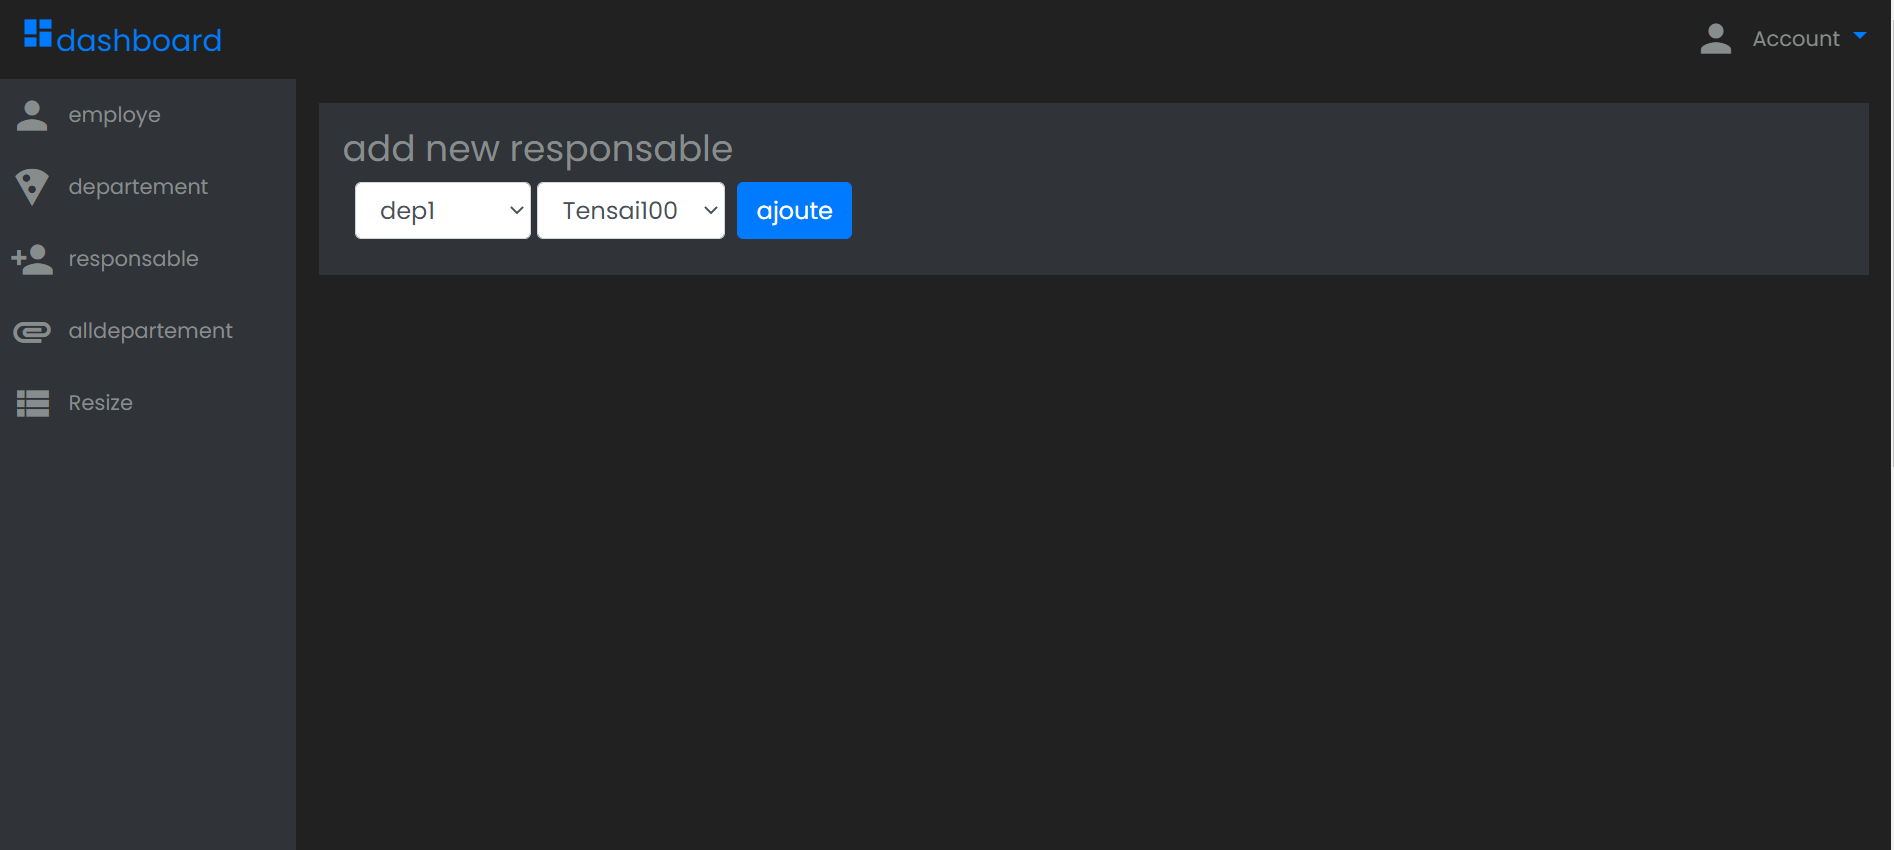 dashboard
Account
employe
departement
responsable
alldepartement
Resize
add new responsable
dep1
Tensai100
ajoute